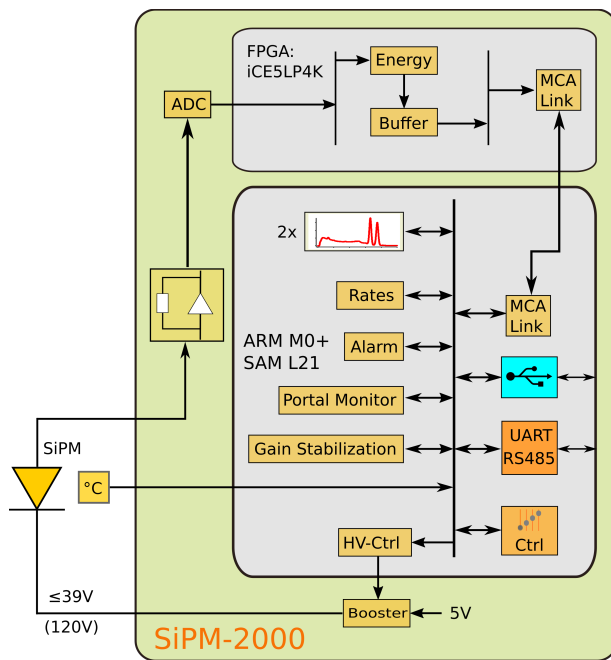 FPGA:
iCE5LP4K
Energy
Buffer
MCA
Link
ADC
2x
Rates
ARM M0+
SAM L21
Alarm
MCA
Link
Portal Monitor
Gain Stabilization
UART
RS485
SiPM
°C
HV-Ctrl
Ctrl
≤39V
(120V)
Booster
5V
SiPM-2000